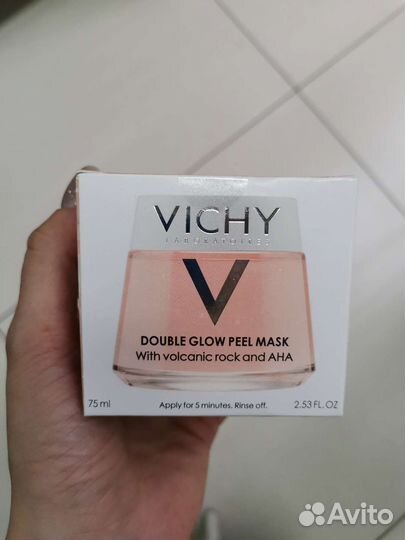 VICHY
LABORATOIRES
V
DOUBLE GLOW PEEL MASK
With volcanic rock and AHA
75 ml
Apply for 5 minutes. Rinse off.
2.53 FL. OZ
Avito